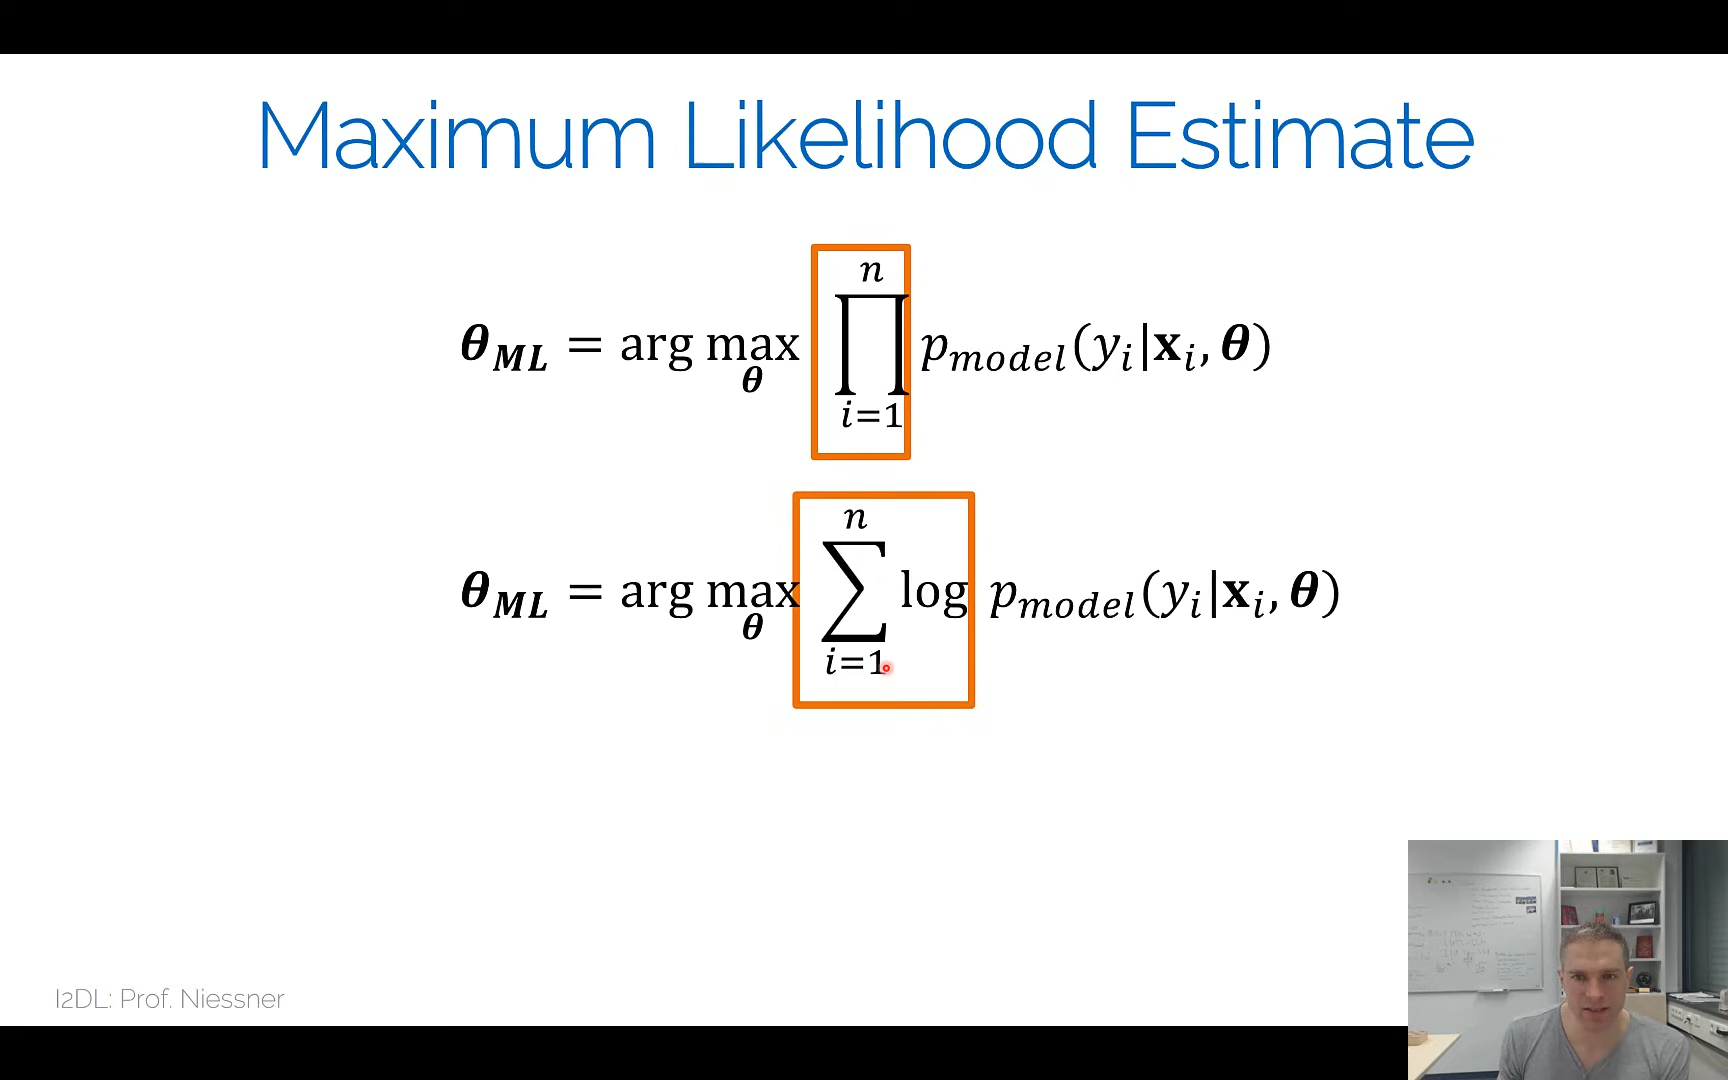 Maximum Likelihood Estimate
𝜽_ML = arg max_𝜽 ∏_{i=1}^{n} p_model(y_i|𝐱_i, 𝜽)
𝜽_ML = arg max_𝜽 ∑_{i=1}^{n} log p_model(y_i|𝐱_i, 𝜽)
I2DL: Prof. Niessner